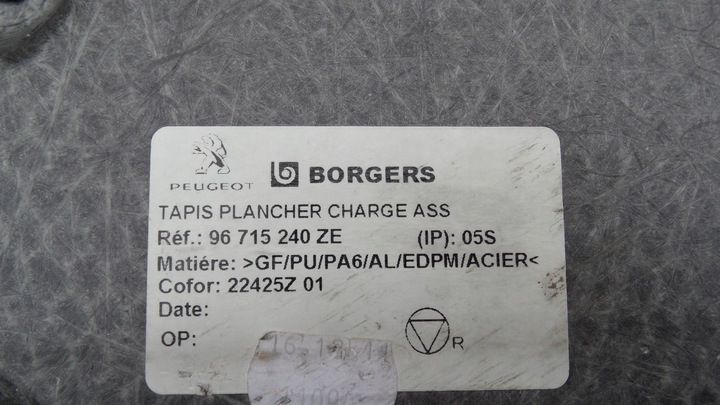 PEUGEOT BORGERS
TAPIS PLANCHER CHARGE ASS
Réf.: 96 715 240 ZE (IP): 05S
Matiére: >GF/PU/PA6/AL/EDPM/ACIER<
Cofor: 22425Z 01
Date:
OP:
R